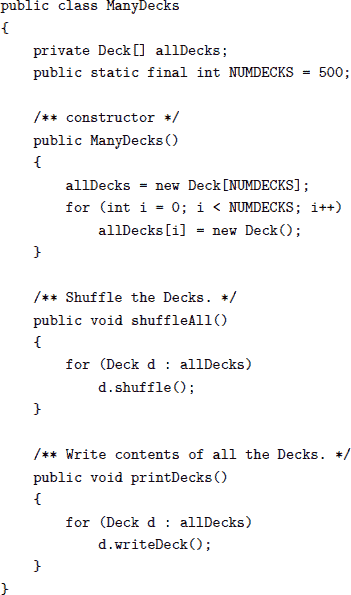 public class ManyDecks
{
    private Deck[] allDecks;
    public static final int NUMDECKS = 500;

    /** constructor */
    public ManyDecks()
    {
        allDecks = new Deck[NUMDECKS];
        for (int i = 0; i < NUMDECKS; i++)
            allDecks[i] = new Deck();
    }

    /** Shuffle the Decks. */
    public void shuffleAll()
    {
        for (Deck d : allDecks)
            d.shuffle();
    }

    /** Write contents of all the Decks. */
    public void printDecks()
    {
        for (Deck d : allDecks)
            d.writeDeck();
    }
}